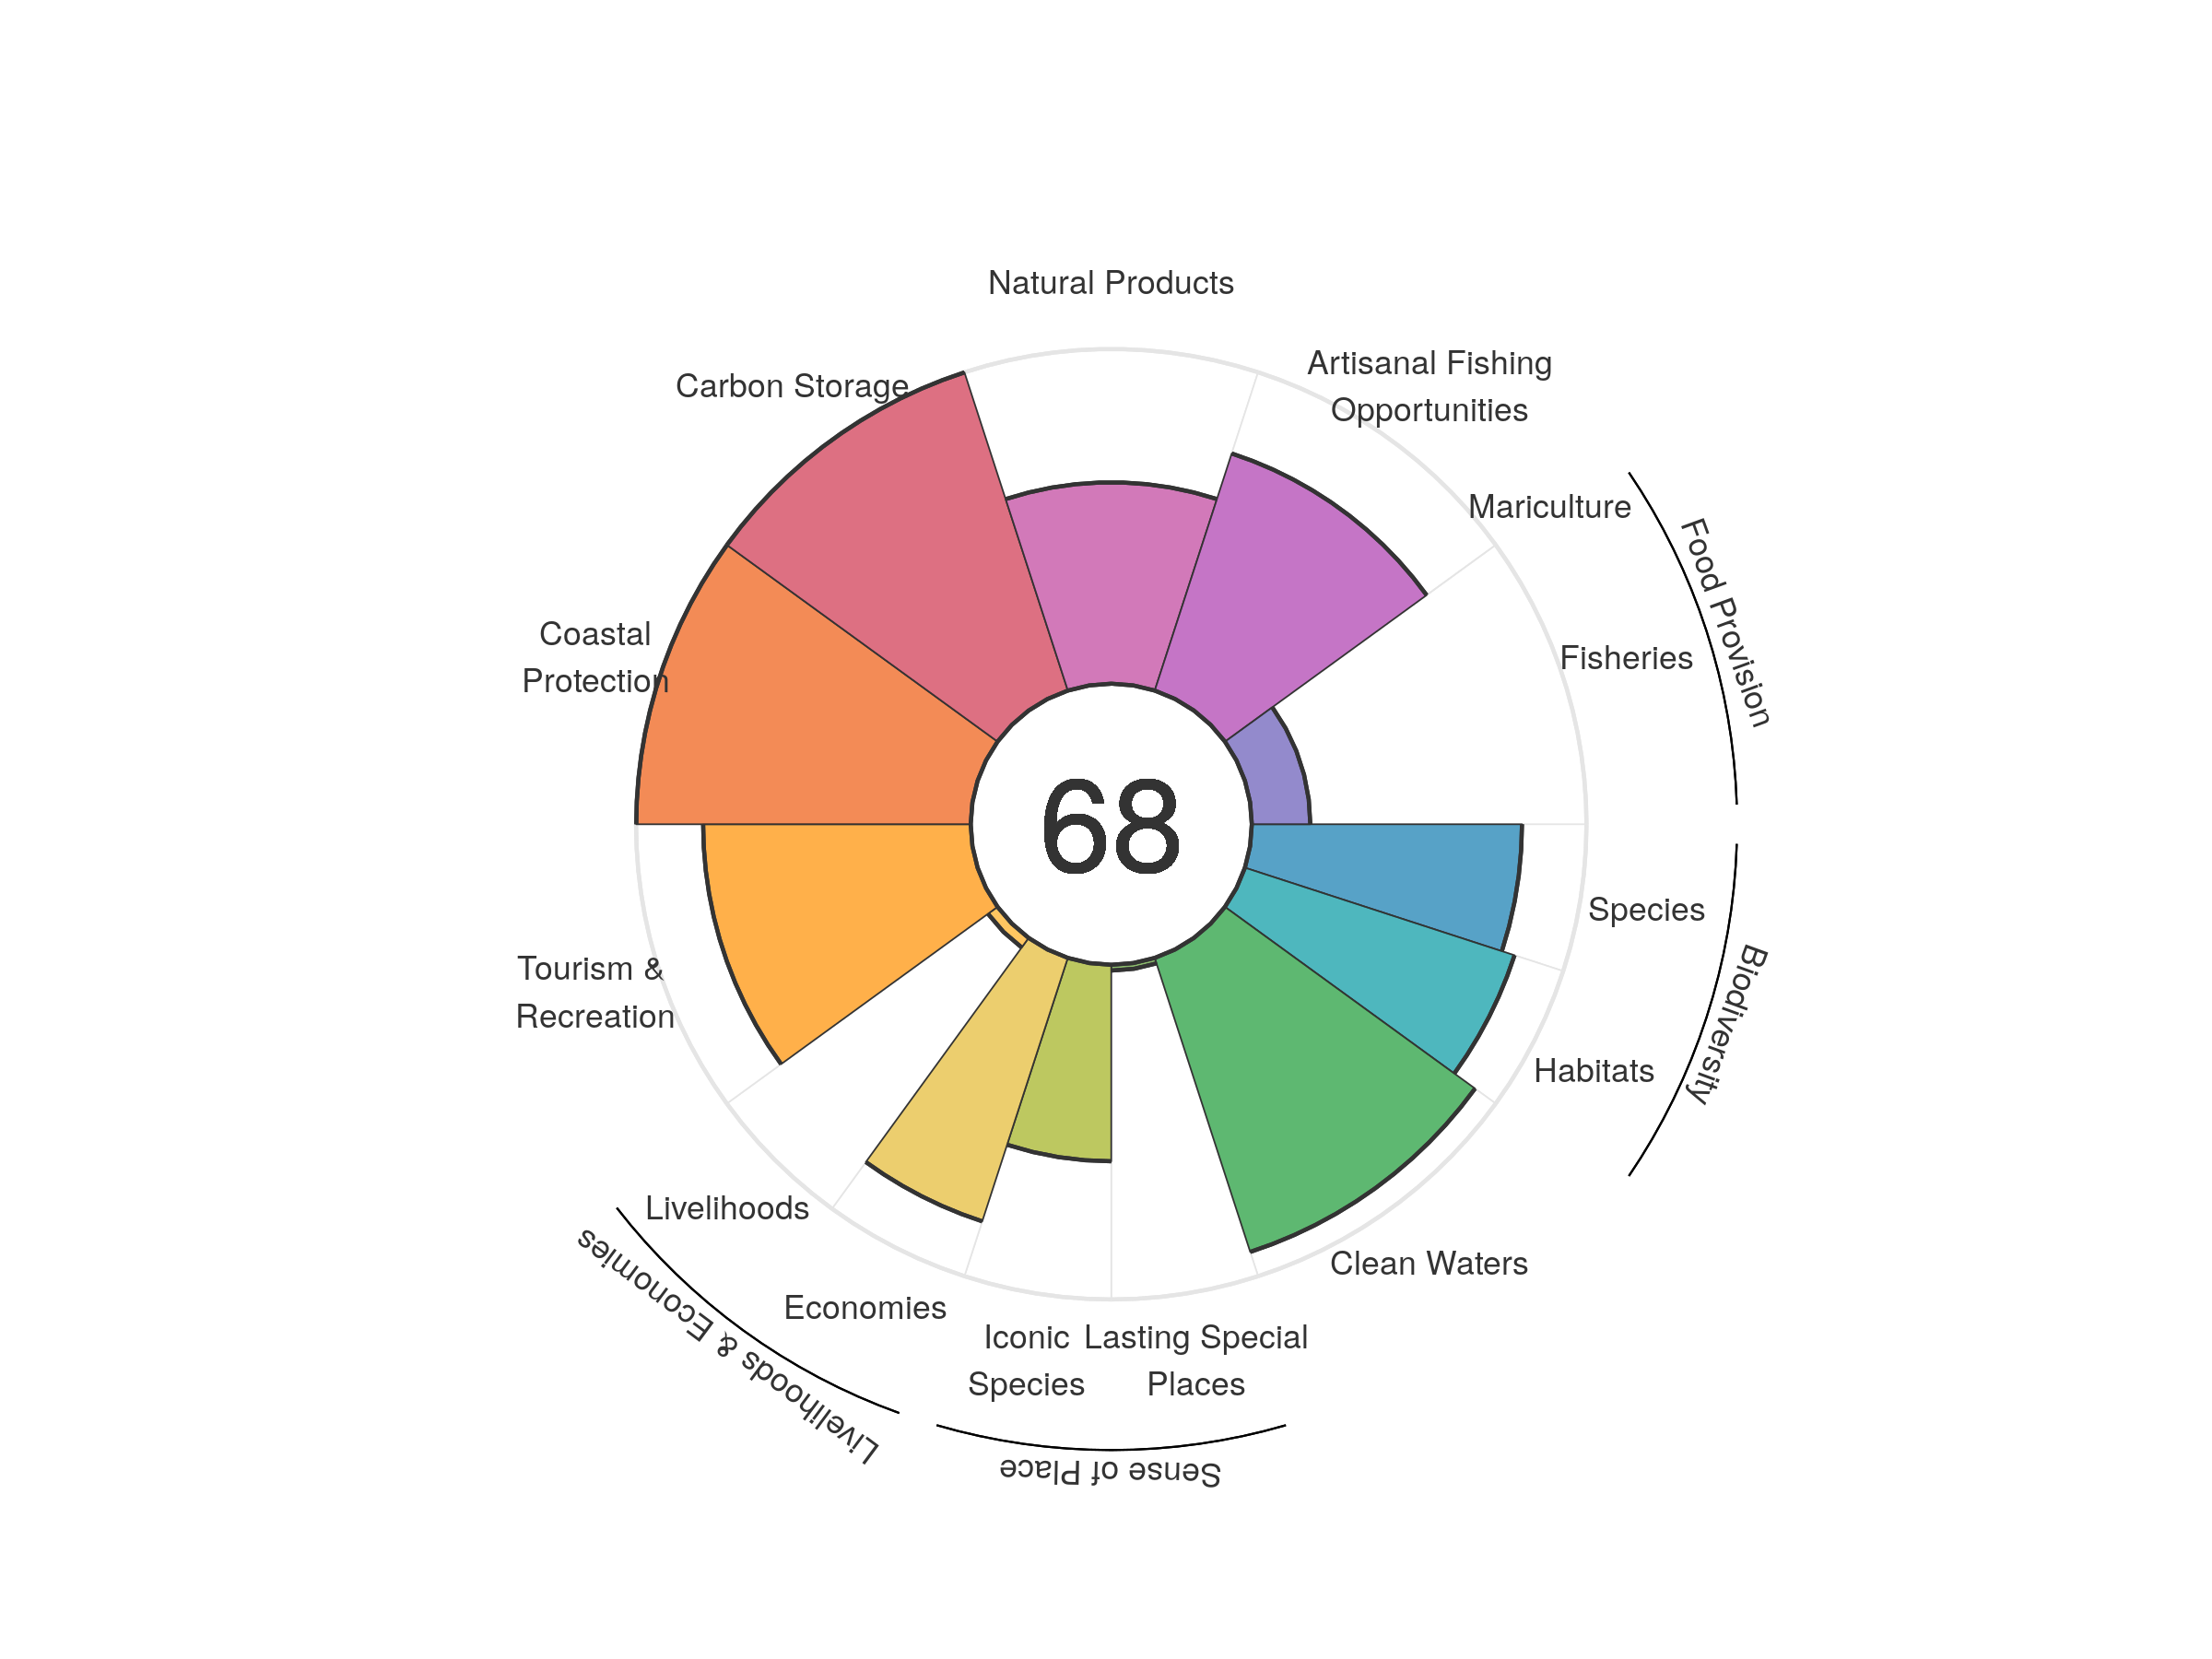 Natural Products
Artisanal Fishing
Opportunities
Carbon Storage
Mariculture
Food Provision
Fisheries
Coastal
Protection
68
Species
Biodiversity
Tourism &
Recreation
Habitats
Livelihoods
Livelihoods & Economies
Clean Waters
Economies
Iconic
Species
Lasting Special
Places
Sense of Place